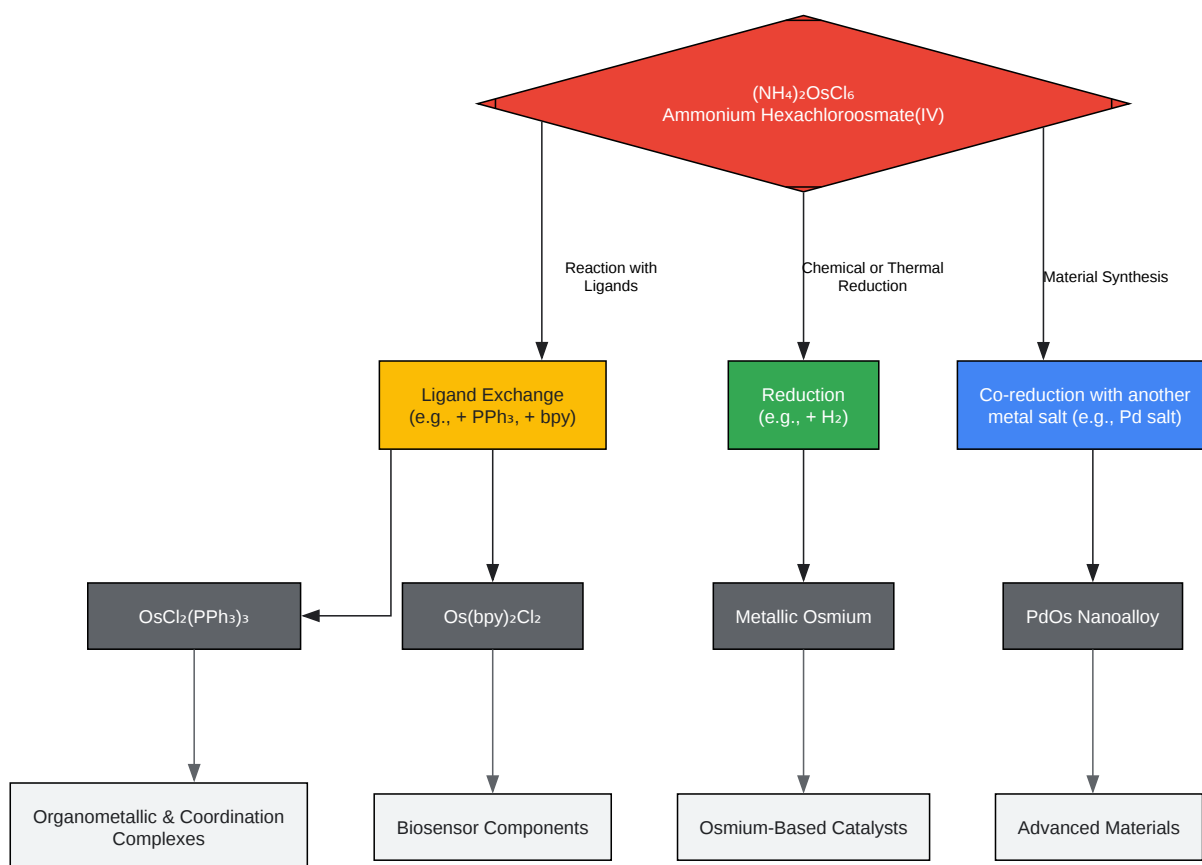 (NH₄)₂OsCl₆
Ammonium Hexachloroosmate(IV)
Reaction with
Ligands
Chemical or Thermal
Reduction
Material Synthesis
Ligand Exchange
(e.g., + PPh₃, + bpy)
Reduction
(e.g., + H₂)
Co-reduction with another
metal salt (e.g., Pd salt)
OsCl₂(PPh₃)₃
Os(bpy)₂Cl₂
Metallic Osmium
PdOs Nanoalloy
Organometallic & Coordination
Complexes
Biosensor Components
Osmium-Based Catalysts
Advanced Materials